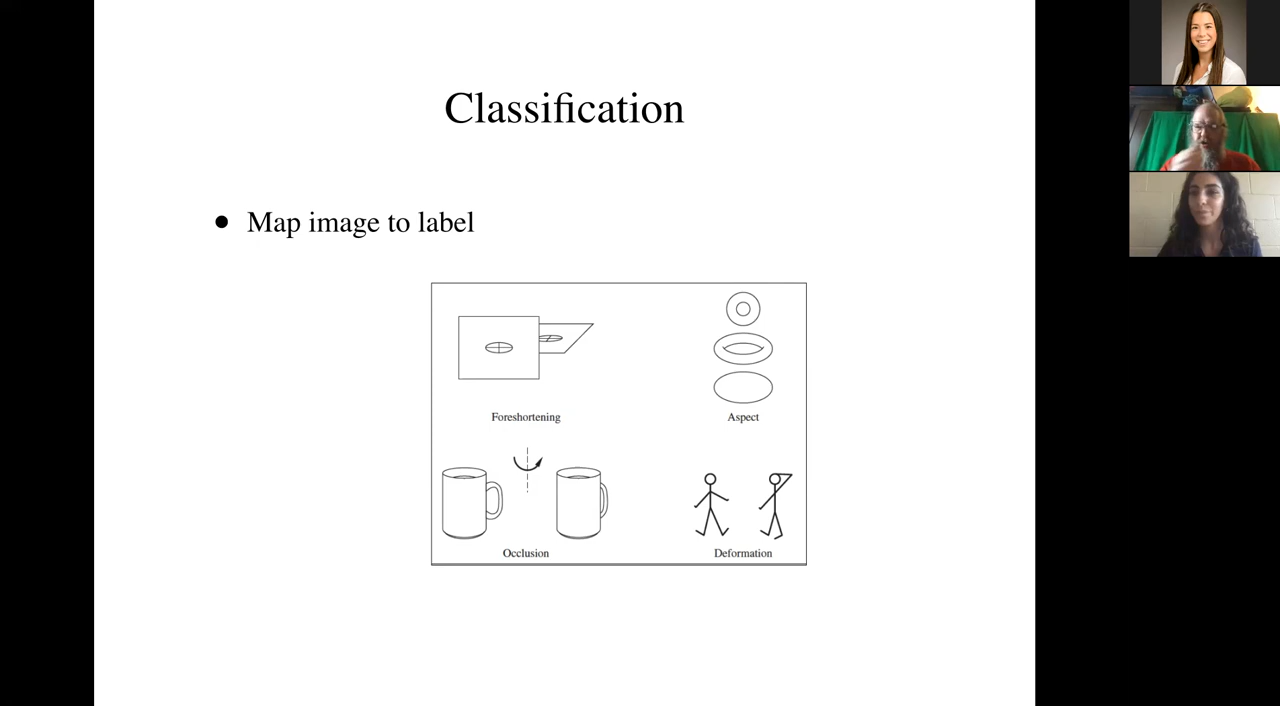 Classification
● Map image to label
Foreshortening
Aspect
Occlusion
Deformation